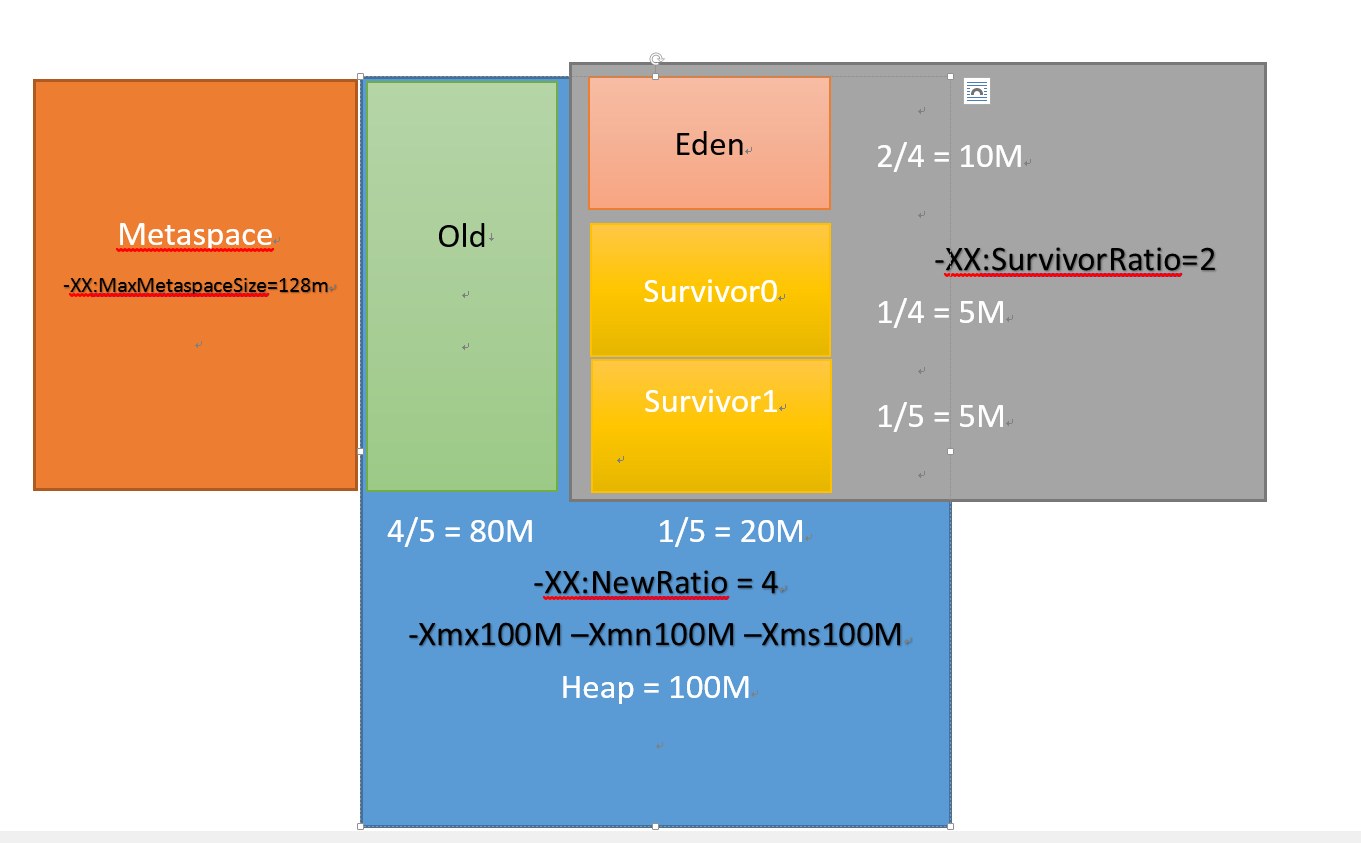 Metaspace
-XX:MaxMetaspaceSize=128m
Old
Eden
Survivor0
Survivor1
2/4 = 10M
-XX:SurvivorRatio=2
1/4 = 5M
1/5 = 5M
4/5 = 80M 1/5 = 20M
-XX:NewRatio = 4
-Xmx100M –Xmn100M –Xms100M
Heap = 100M